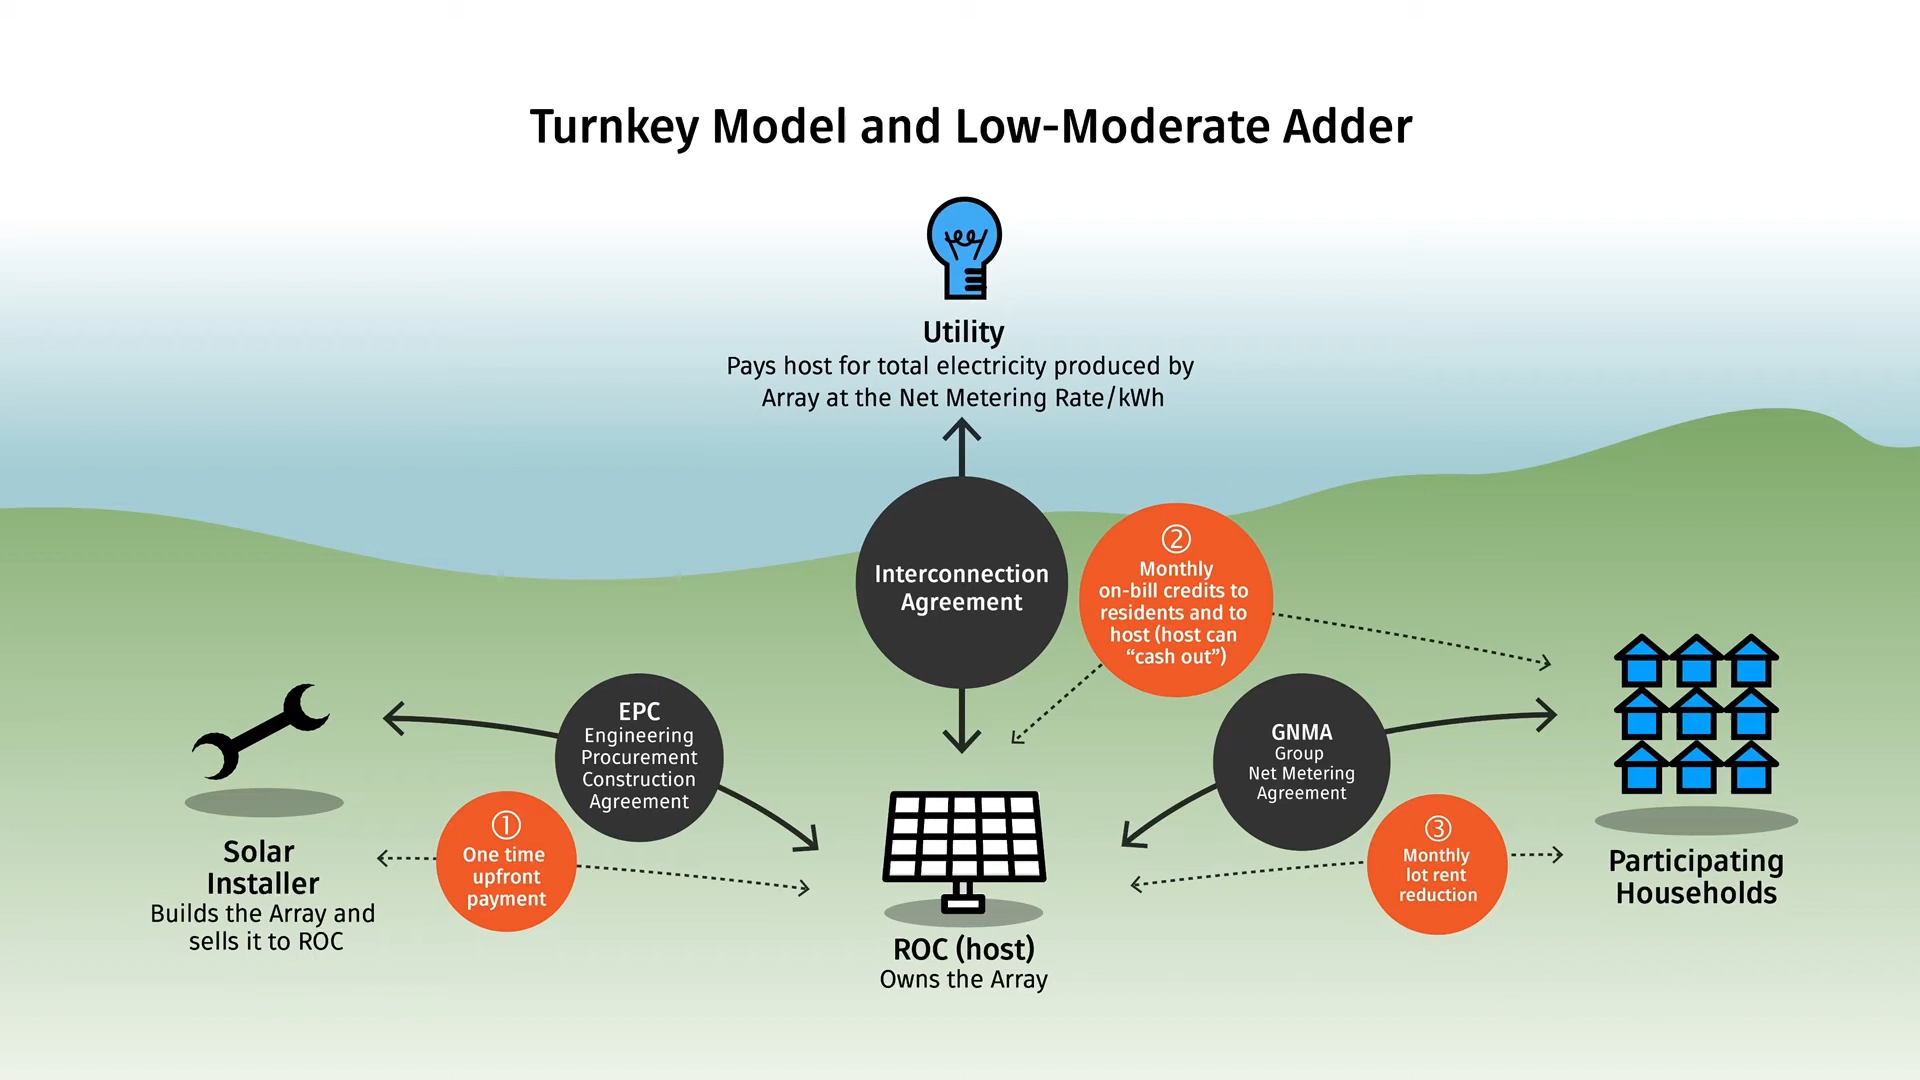 Turnkey Model and Low-Moderate Adder
Utility
Pays host for total electricity produced by
Array at the Net Metering Rate/kWh
Interconnection
Agreement
②
Monthly
on-bill credits to
residents and to
host (host can
“cash out”)
EPC
Engineering
Procurement
Construction
Agreement
GNMA
Group
Net Metering
Agreement
①
One time
upfront
payment
③
Monthly
lot rent
reduction
Solar
Installer
Builds the Array and
sells it to ROC
ROC (host)
Owns the Array
Participating
Households